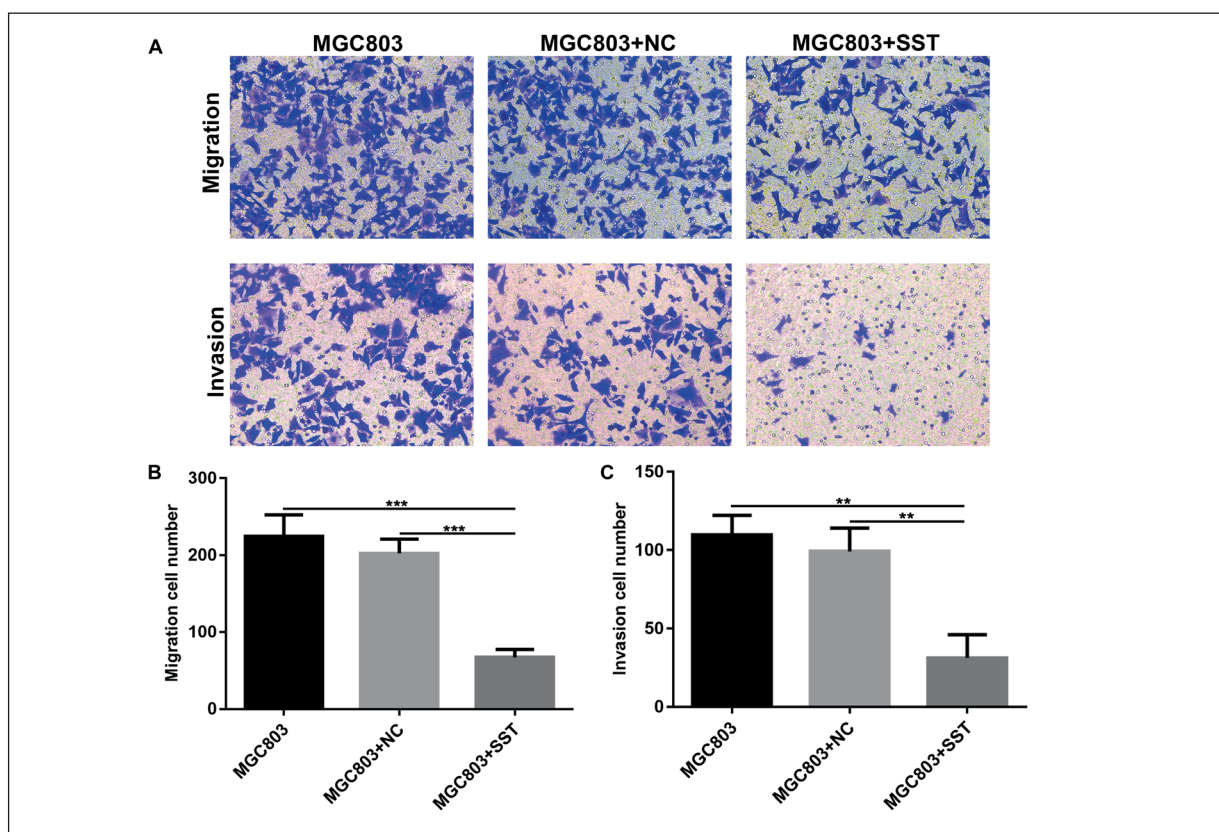 A
MGC803
MGC803+NC
MGC803+SST
Migration
Invasion
B
300
200
100
0
Migration cell number
***
***
MGC803
MGC803+NC
MGC803+SST
C
150
100
50
0
Invasion cell number
**
**
MGC803
MGC803+NC
MGC803+SST